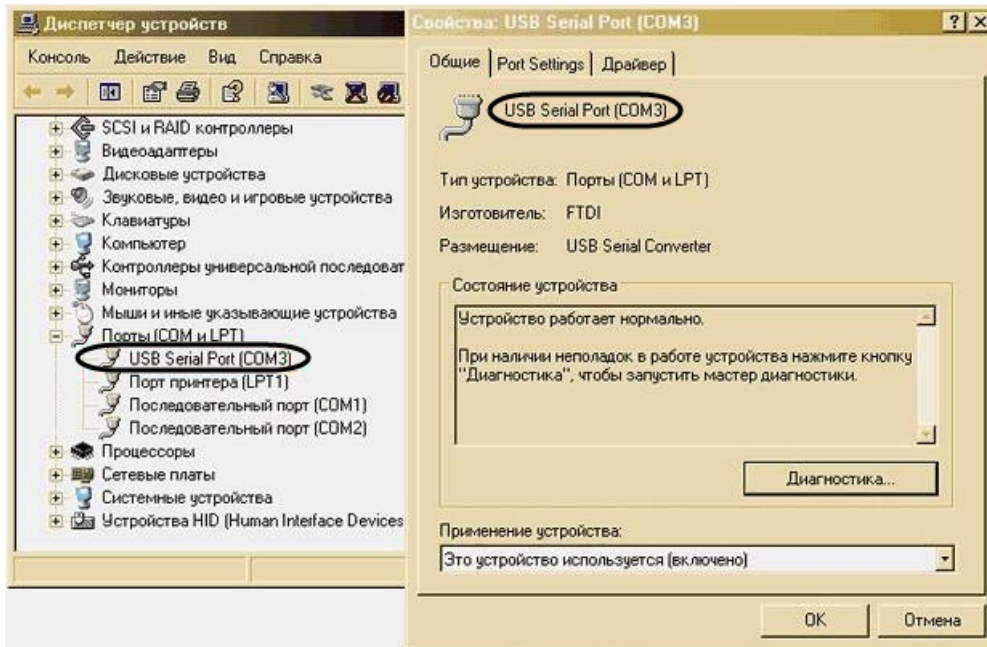 Диспетчер устройств
Консоль Действие Вид Справка
SCSI и RAID контроллеры
Видеоадаптеры
Дисковые устройства
Звуковые, видео и игровые устройства
Клавиатуры
Компьютер
Контроллеры универсальной последоват
Мониторы
Мыши и иные указывающие устройства
Порты (COM и LPT)
USB Serial Port (COM3)
Порт принтера (LPT1)
Последовательный порт (COM1)
Последовательный порт (COM2)
Процессоры
Сетевые платы
Системные устройства
Устройства HID (Human Interface Devices
Свойства: USB Serial Port (COM3)
Общие Port Settings Драйвер
USB Serial Port (COM3)
Тип устройства: Порты (COM и LPT)
Изготовитель: FTDI
Размещение: USB Serial Converter
Состояние устройства
Устройство работает нормально.
При наличии неполадок в работе устройства нажмите кнопку
"Диагностика", чтобы запустить мастер диагностики.
Диагностика...
Применение устройства:
Это устройство используется (включено)
OK Отмена